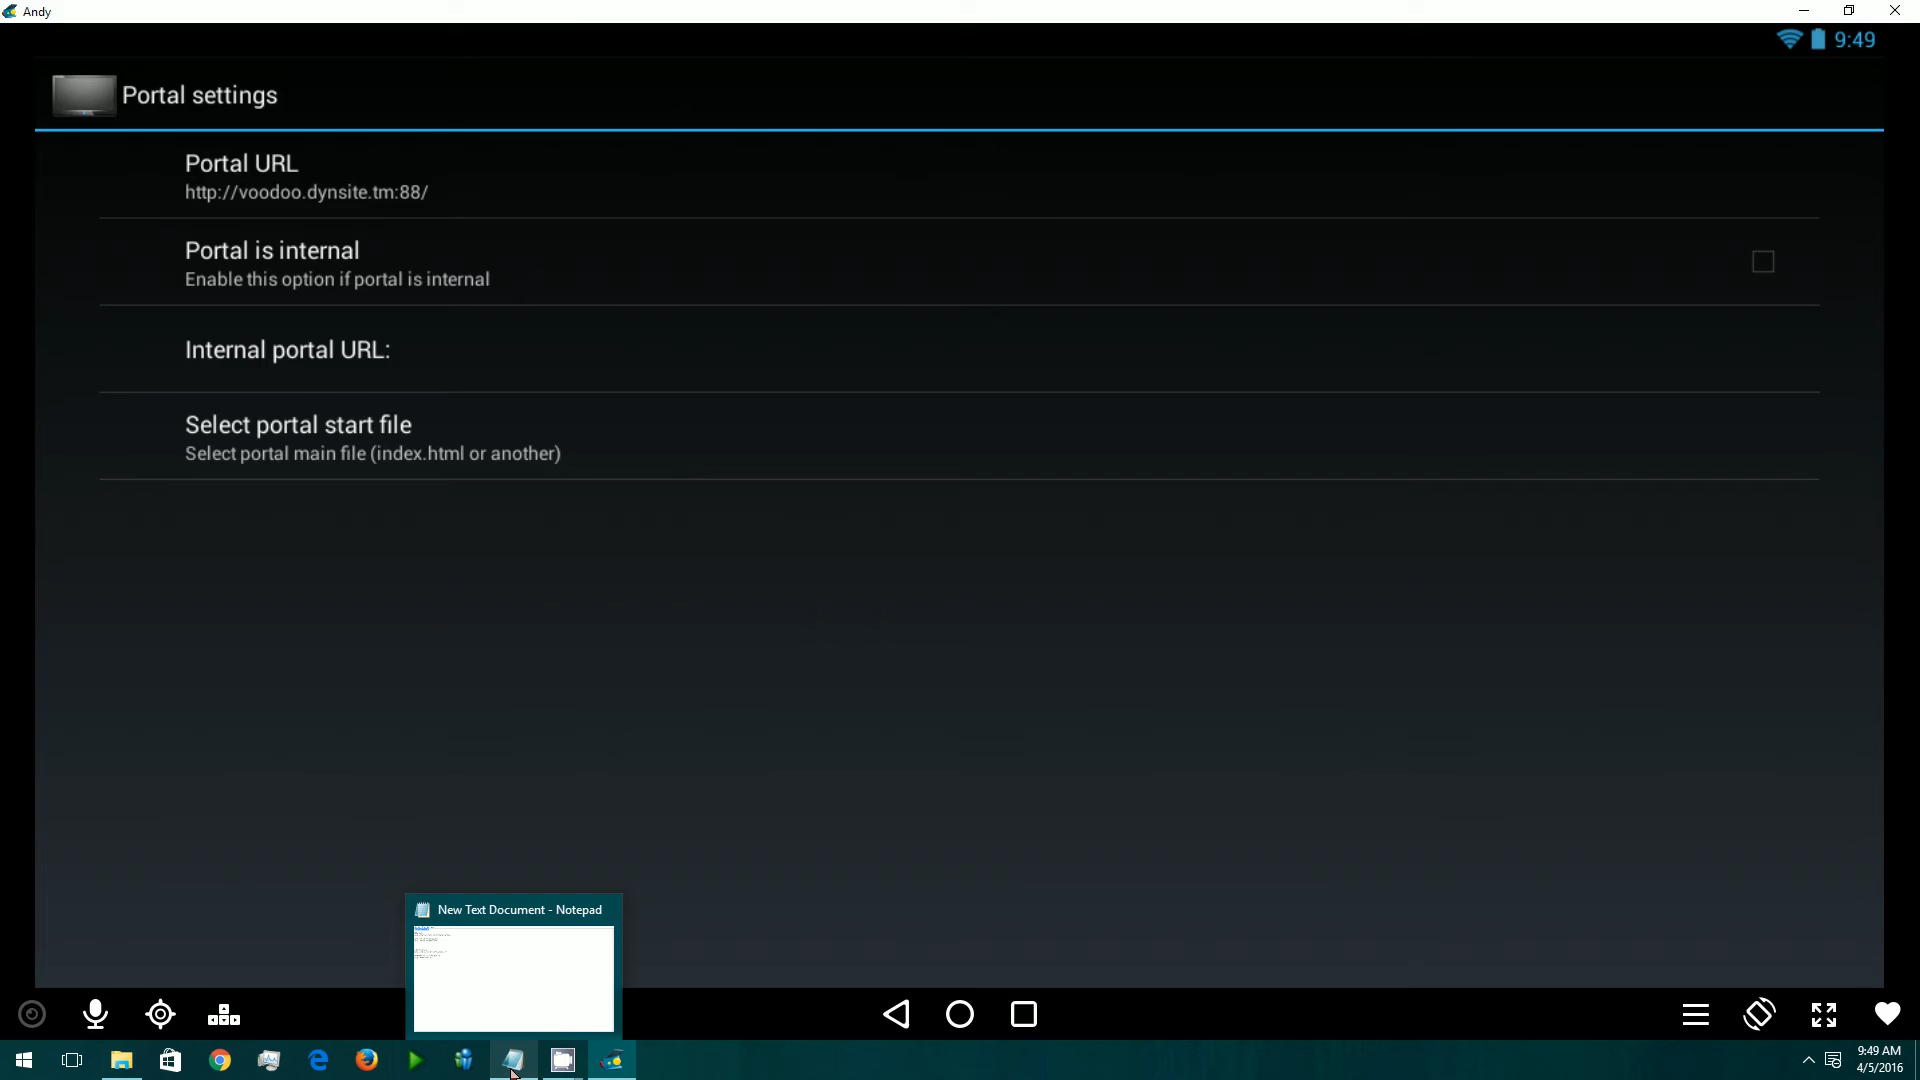 Andy
9:49
Portal settings
Portal URL
http://voodoo.dynsite.tm:88/
Portal is internal
Enable this option if portal is internal
Internal portal URL:
Select portal start file
Select portal main file (index.html or another)
New Text Document - Notepad
9:49 AM
4/5/2016